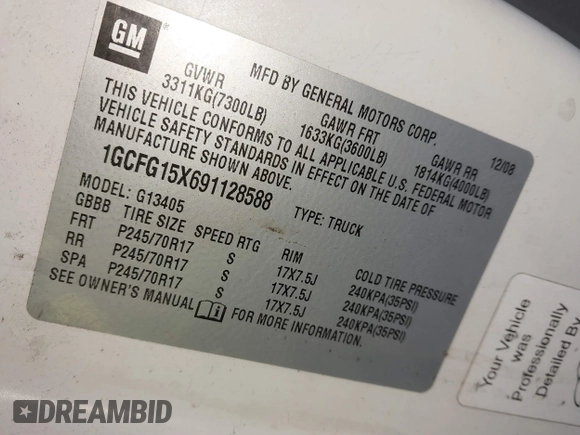 GM
MFD BY GENERAL MOTORS CORP. 12/08
GVWR GAWR FRT GAWR RR
3311KG(7300LB) 1633KG(3600LB) 1814KG(4000LB)
THIS VEHICLE CONFORMS TO ALL APPLICABLE U.S. FEDERAL MOTOR
VEHICLE SAFETY STANDARDS IN EFFECT ON THE DATE OF
MANUFACTURE SHOWN ABOVE.
1GCFG15X691128588 TYPE: TRUCK
MODEL: G13405
GBBB TIRE SIZE SPEED RTG RIM COLD TIRE PRESSURE
FRT P245/70R17 S 17X7.5J 240KPA(35PSI)
RR P245/70R17 S 17X7.5J 240KPA(35PSI)
SPA P245/70R17 S 17X7.5J 240KPA(35PSI)
SEE OWNER'S MANUAL FOR MORE INFORMATION.
Your Vehicle
was
Professionally
Detailed By
DREAMBID